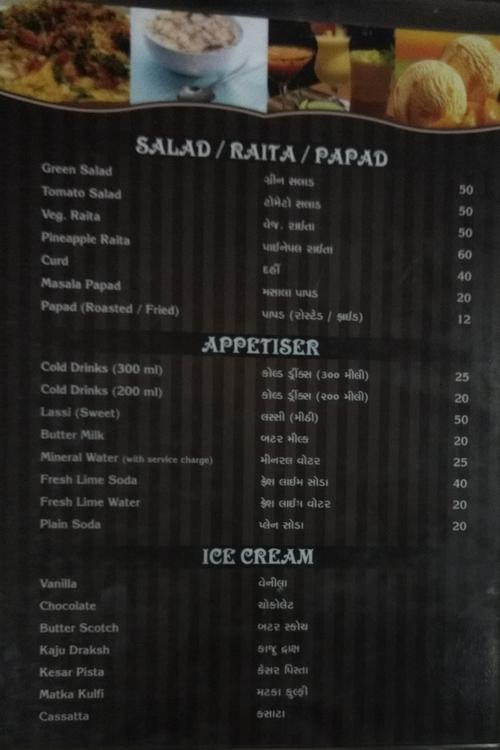 SALAD / RAITA / PAPAD
Green Salad ગ્રીન સલાડ 50
Tomato Salad ટોમેટો સલાડ 50
Veg. Raita વેજ. રાઈતા 50
Pineapple Raita પાઈનેપલ રાઈતા 60
Curd દહીં 40
Masala Papad મસાલા પાપડ 20
Papad (Roasted / Fried) પાપડ (રોસ્ટેડ / ફ્રાઈડ) 12
APPETISER
Cold Drinks (300 ml) કોલ્ડ ડ્રીંક્સ (૩૦૦ મીલી) 25
Cold Drinks (200 ml) કોલ્ડ ડ્રીંક્સ (૨૦૦ મીલી) 20
Lassi (Sweet) લસ્સી (મીઠી) 50
Butter Milk બટર મીલ્ક 20
Mineral Water (with service charge) મીનરલ વોટર 25
Fresh Lime Soda ફ્રેશ લાઈમ સોડા 40
Fresh Lime Water ફ્રેશ લાઈમ વોટર 20
Plain Soda પ્લેન સોડા 20
ICE CREAM
Vanilla વેનીલા
Chocolate ચોકોલેટ
Butter Scotch બટર સ્કોચ
Kaju Draksh કાજુ દ્રાક્ષ
Kesar Pista કેસર પિસ્તા
Matka Kulfi મટકા કુલ્ફી
Cassatta કસાટા